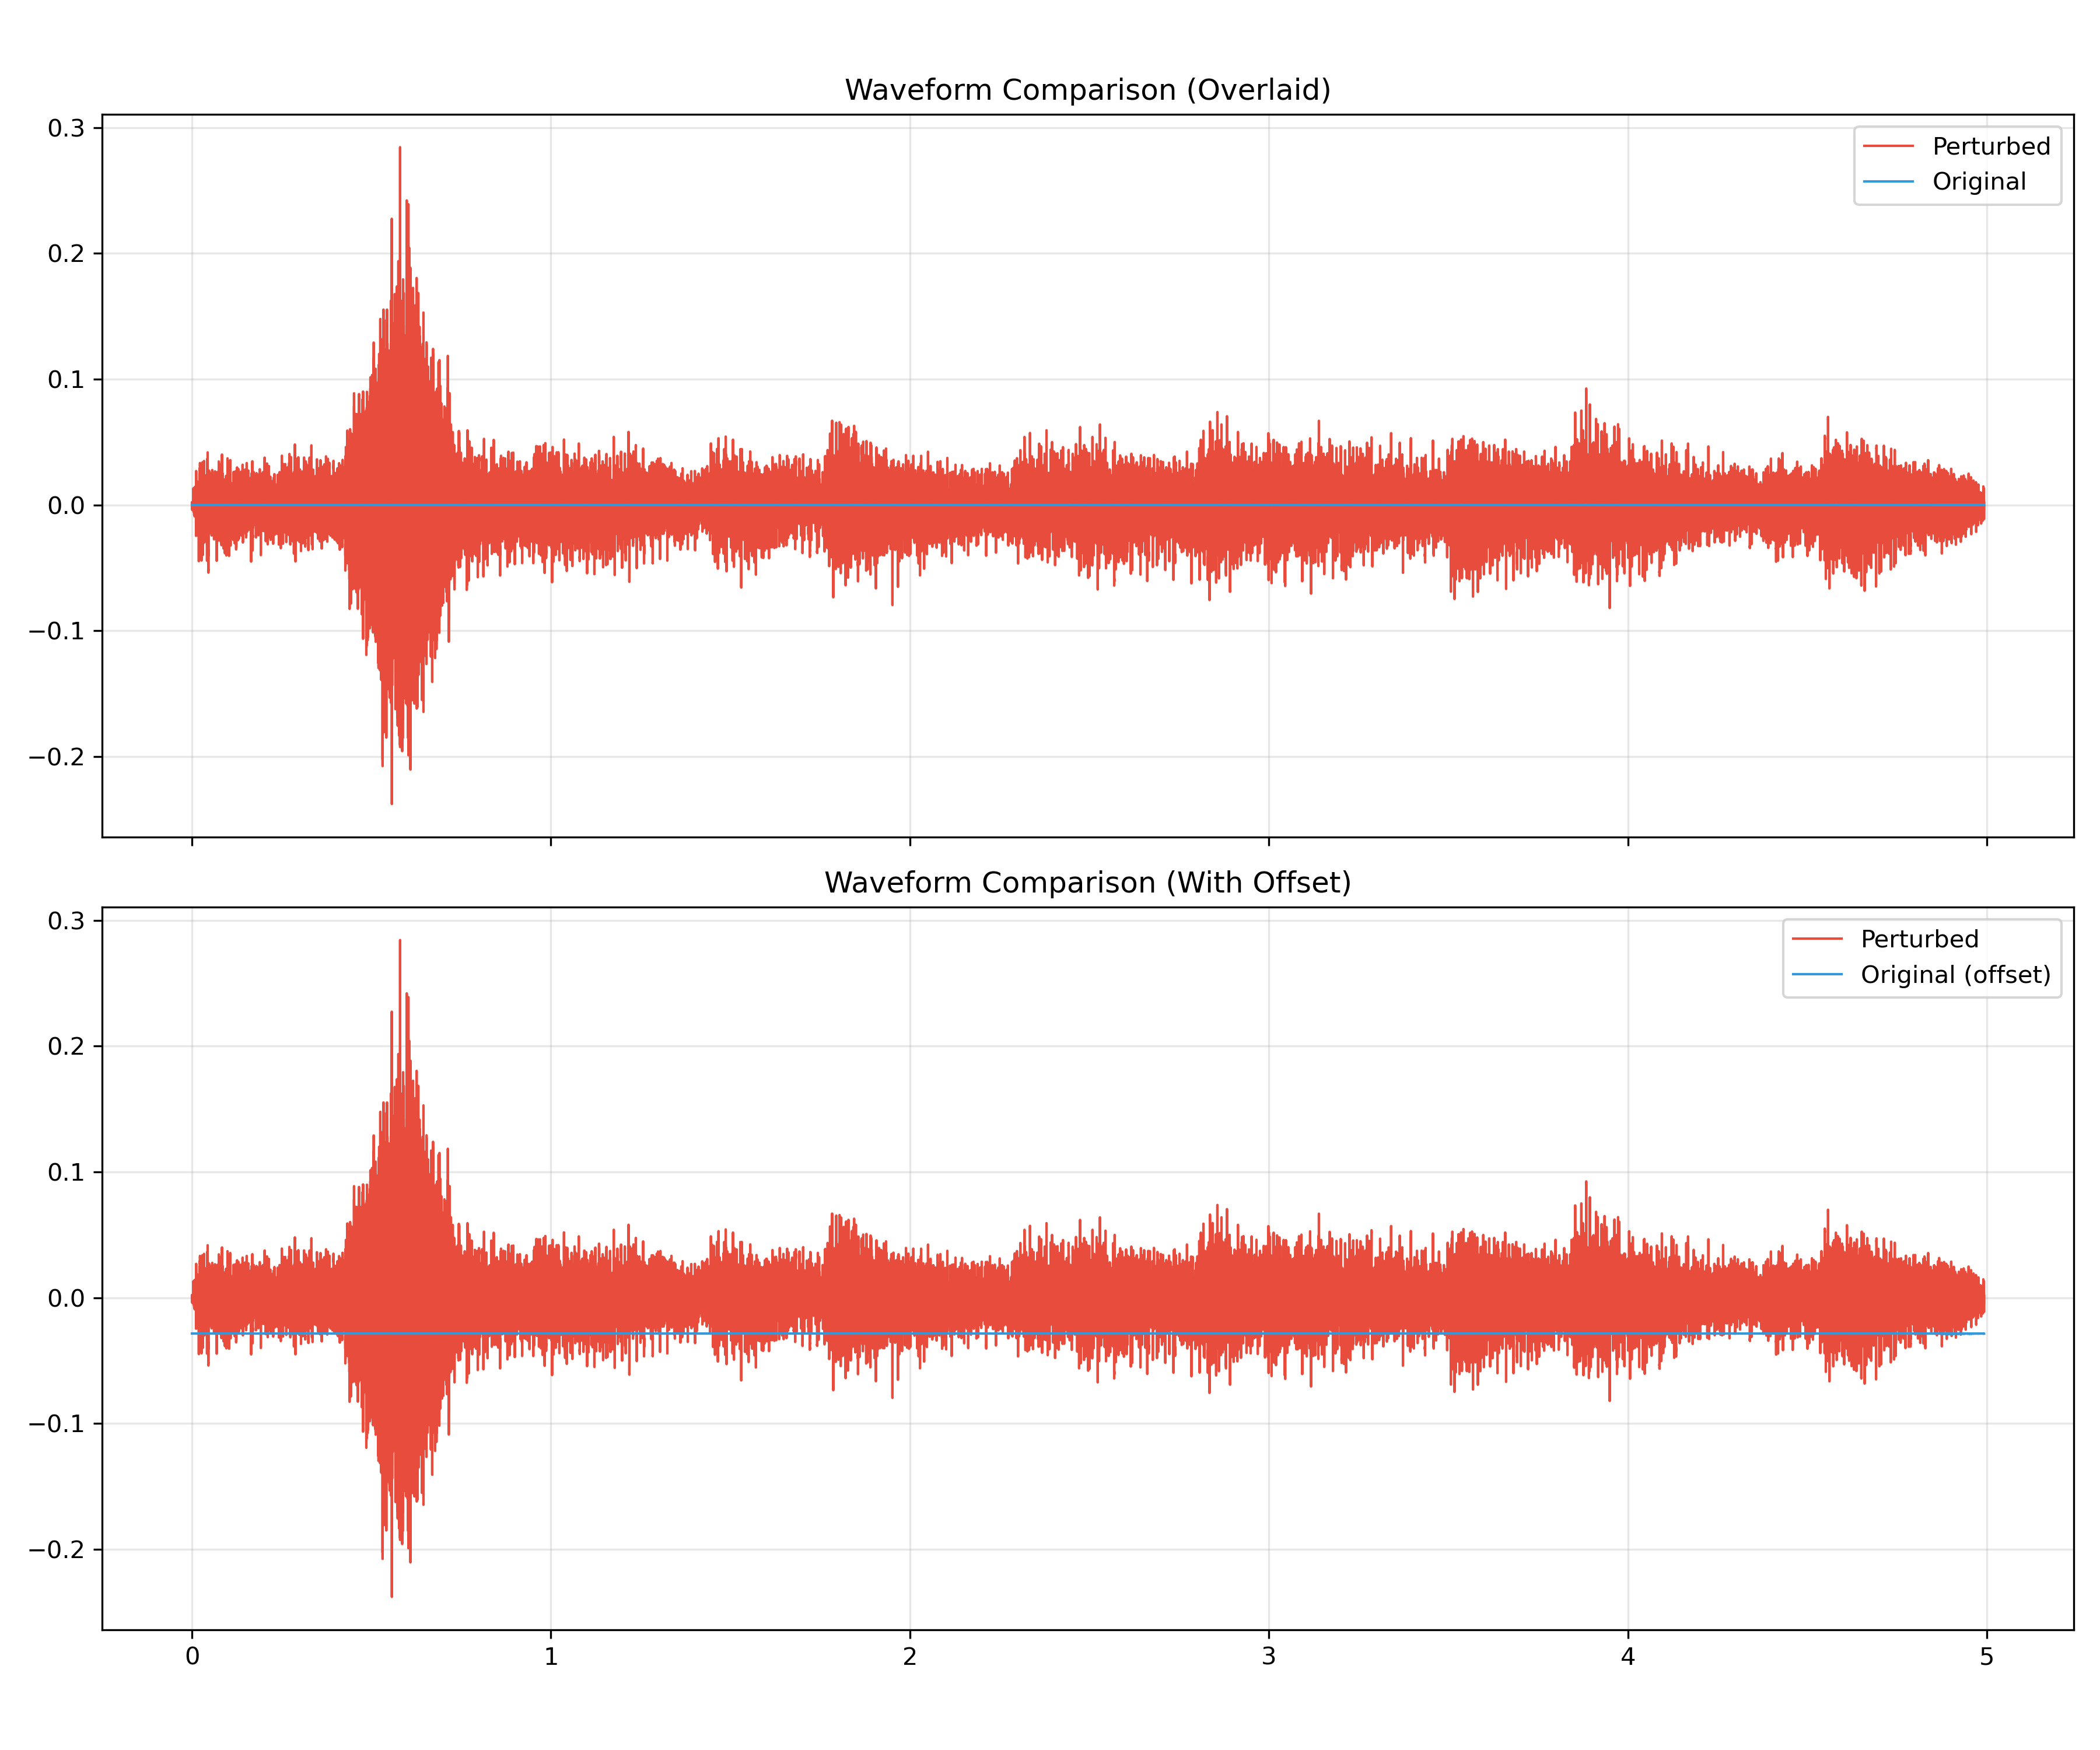 Waveform Comparison (Overlaid)
0.3
0.2
0.1
0.0
−0.1
−0.2
Perturbed
Original
Waveform Comparison (With Offset)
0.3
0.2
0.1
0.0
−0.1
−0.2
Perturbed
Original (offset)
0 1 2 3 4 5